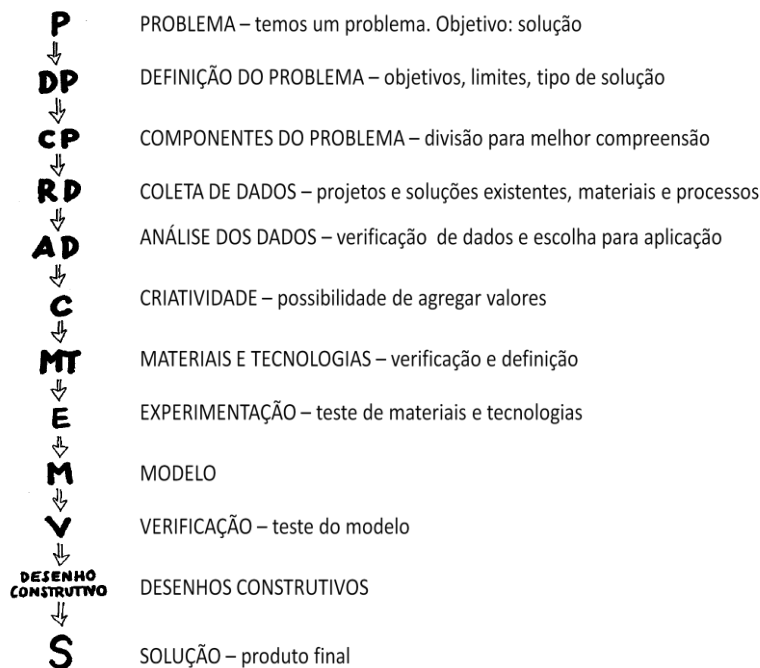 P PROBLEMA – temos um problema. Objetivo: solução
DP DEFINIÇÃO DO PROBLEMA – objetivos, limites, tipo de solução
CP COMPONENTES DO PROBLEMA – divisão para melhor compreensão
RD COLETA DE DADOS – projetos e soluções existentes, materiais e processos
AD ANÁLISE DOS DADOS – verificação de dados e escolha para aplicação
C CRIATIVIDADE – possibilidade de agregar valores
MT MATERIAIS E TECNOLOGIAS – verificação e definição
E EXPERIMENTAÇÃO – teste de materiais e tecnologias
M MODELO
V VERIFICAÇÃO – teste do modelo
DESENHO
CONSTRUTIVO DESENHOS CONSTRUTIVOS
S SOLUÇÃO – produto final